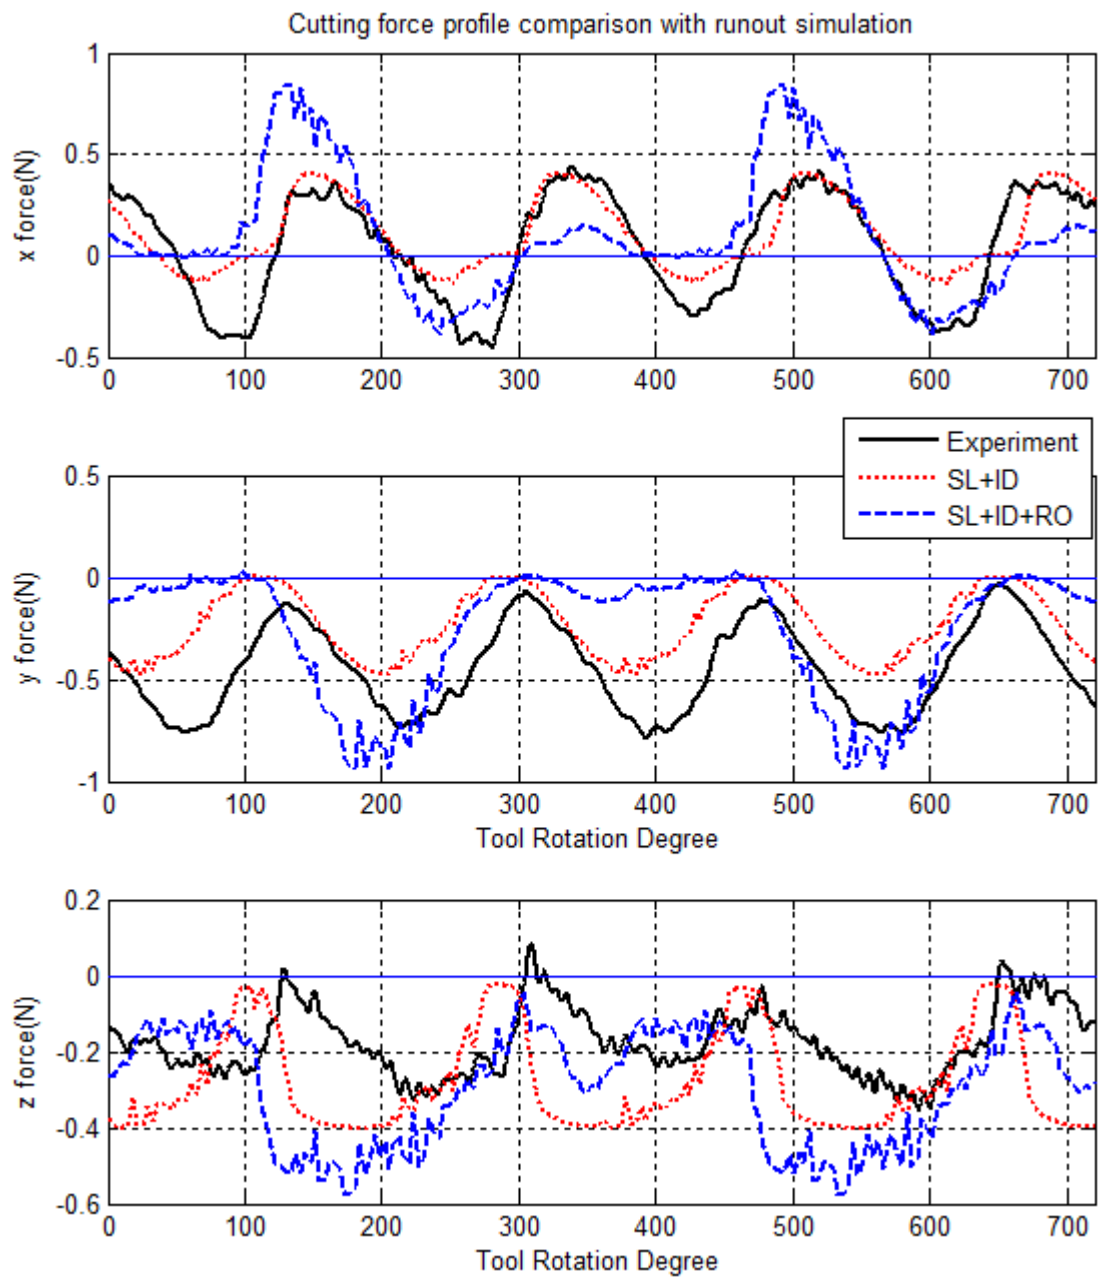 Cutting force profile comparison with runout simulation
1
0.5
0
-0.5
x force(N)
0 100 200 300 400 500 600 700
Experiment
SL+ID
SL+ID+RO
0.5
0
-0.5
-1
y force(N)
0 100 200 300 400 500 600 700
Tool Rotation Degree
0.2
0
-0.2
-0.4
-0.6
z force(N)
0 100 200 300 400 500 600 700
Tool Rotation Degree